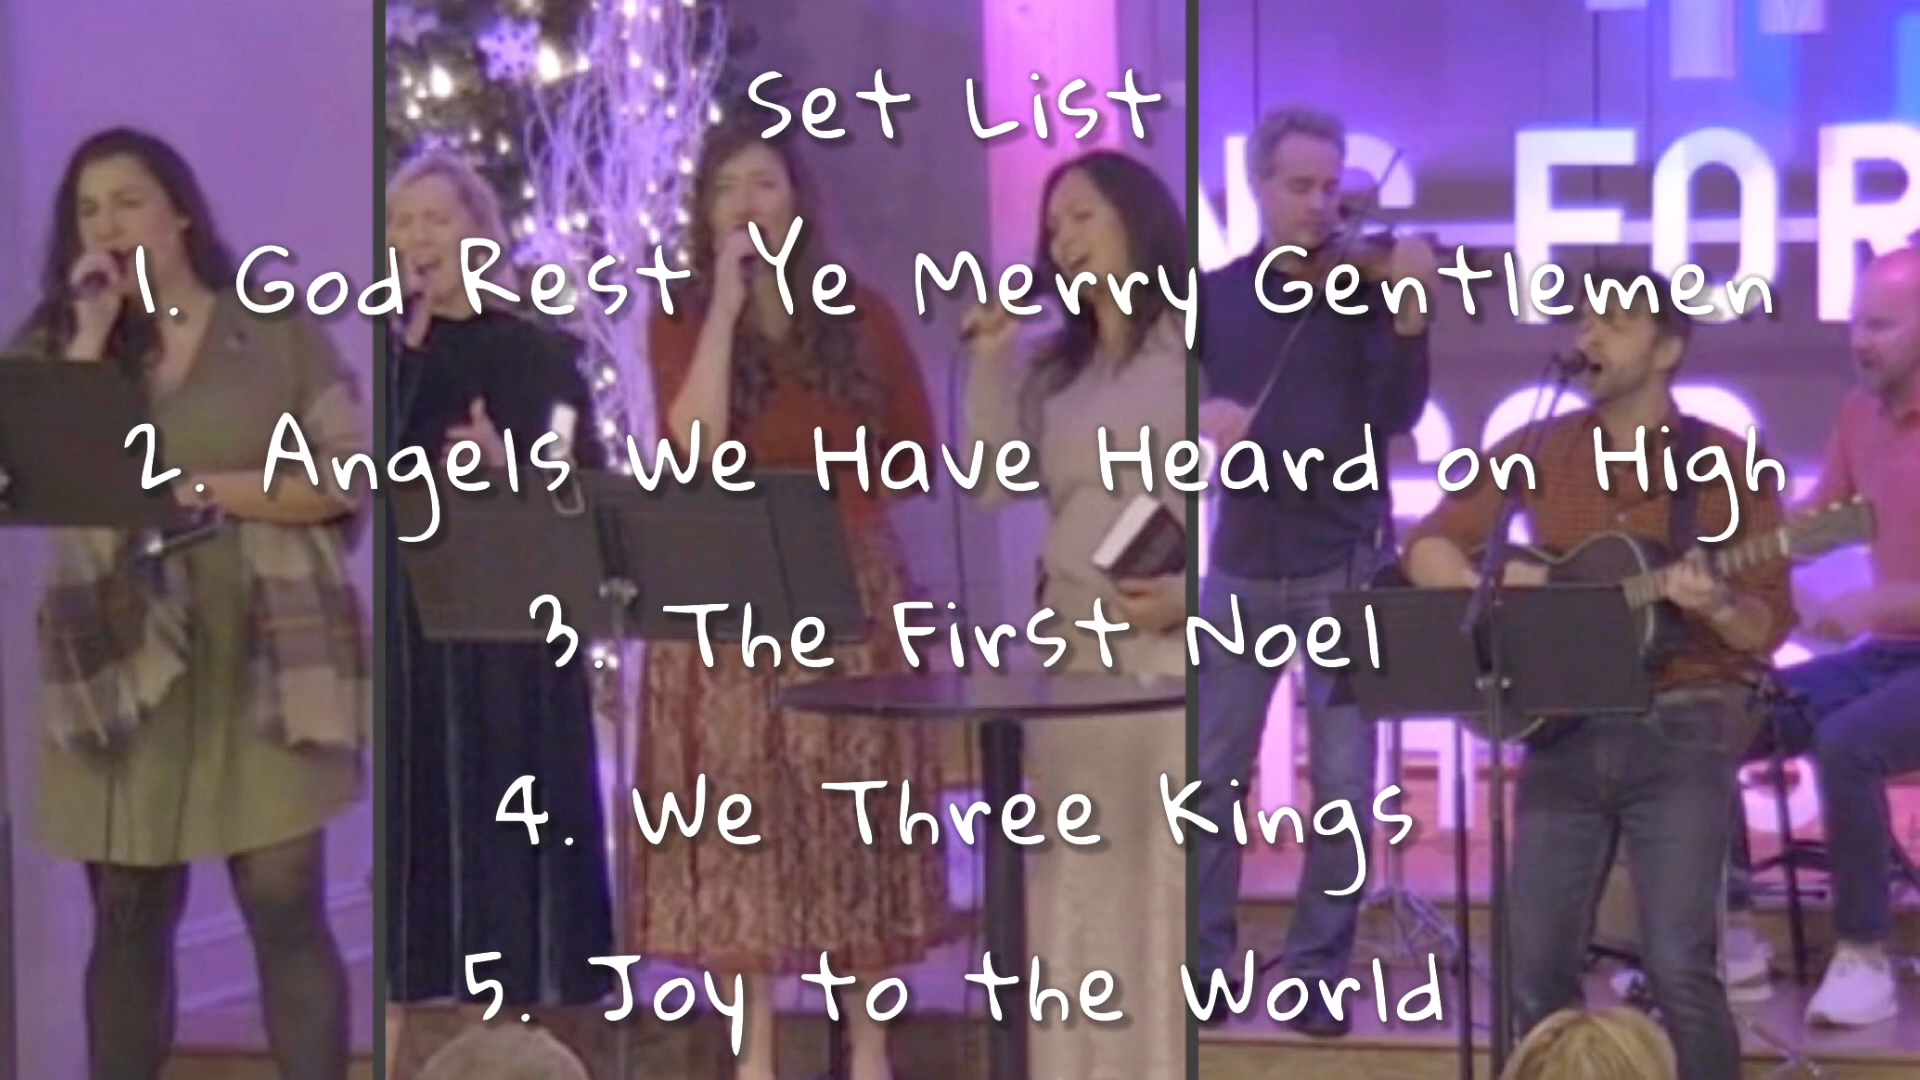 Set List
1. God Rest Ye Merry Gentlemen
2. Angels We Have Heard on High
3. The First Noel
4. We Three Kings
5. Joy to the World
FOR